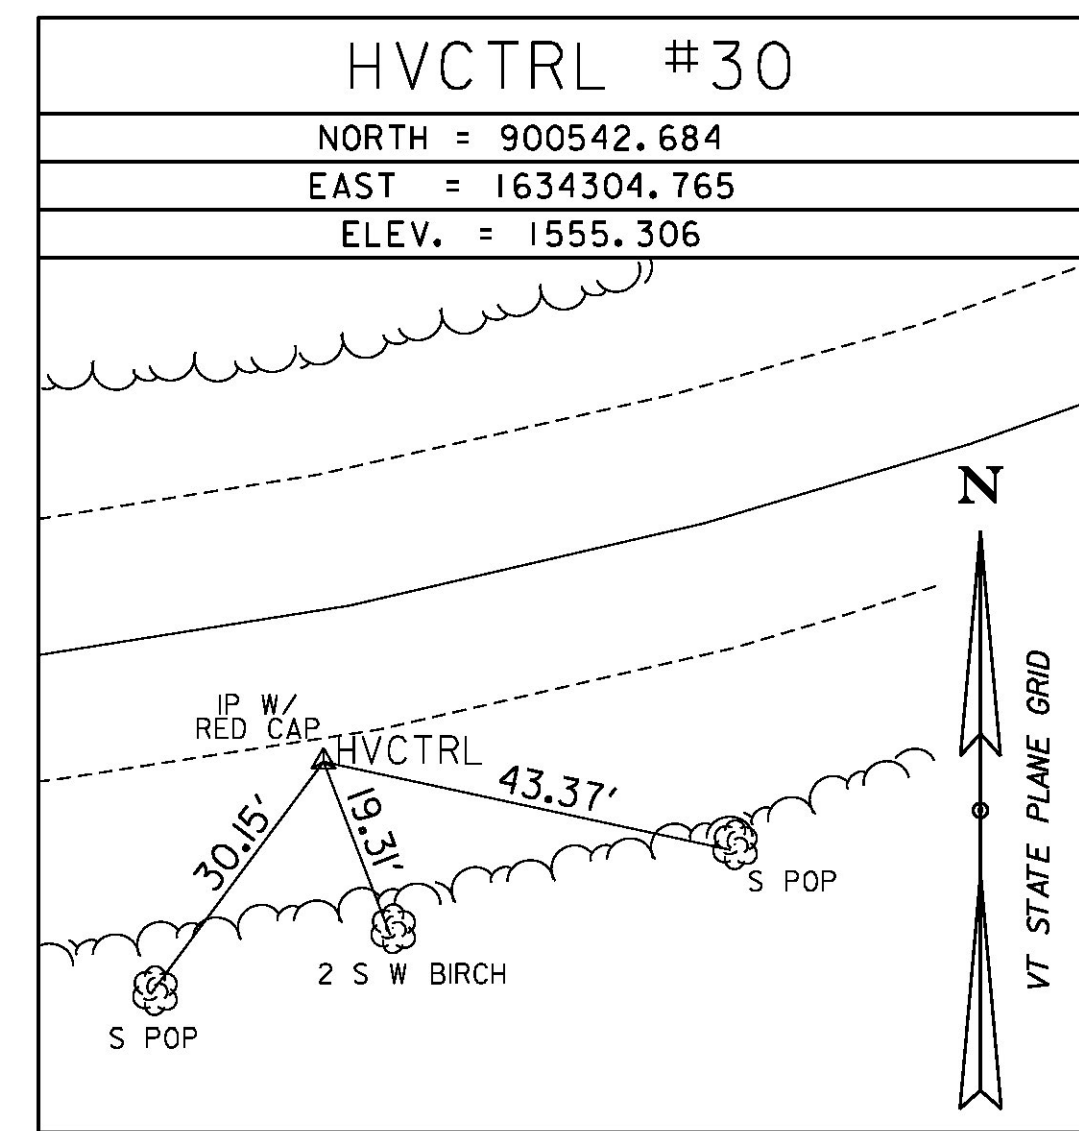 HVCTRL #30
NORTH = 900542.684
EAST = 1634304.765
ELEV. = 1555.306
N
IP W/
RED CAP
HVCTRL
43.37'
30.15'
19.31'
S POP
2 S W BIRCH
S POP
VT STATE PLANE GRID